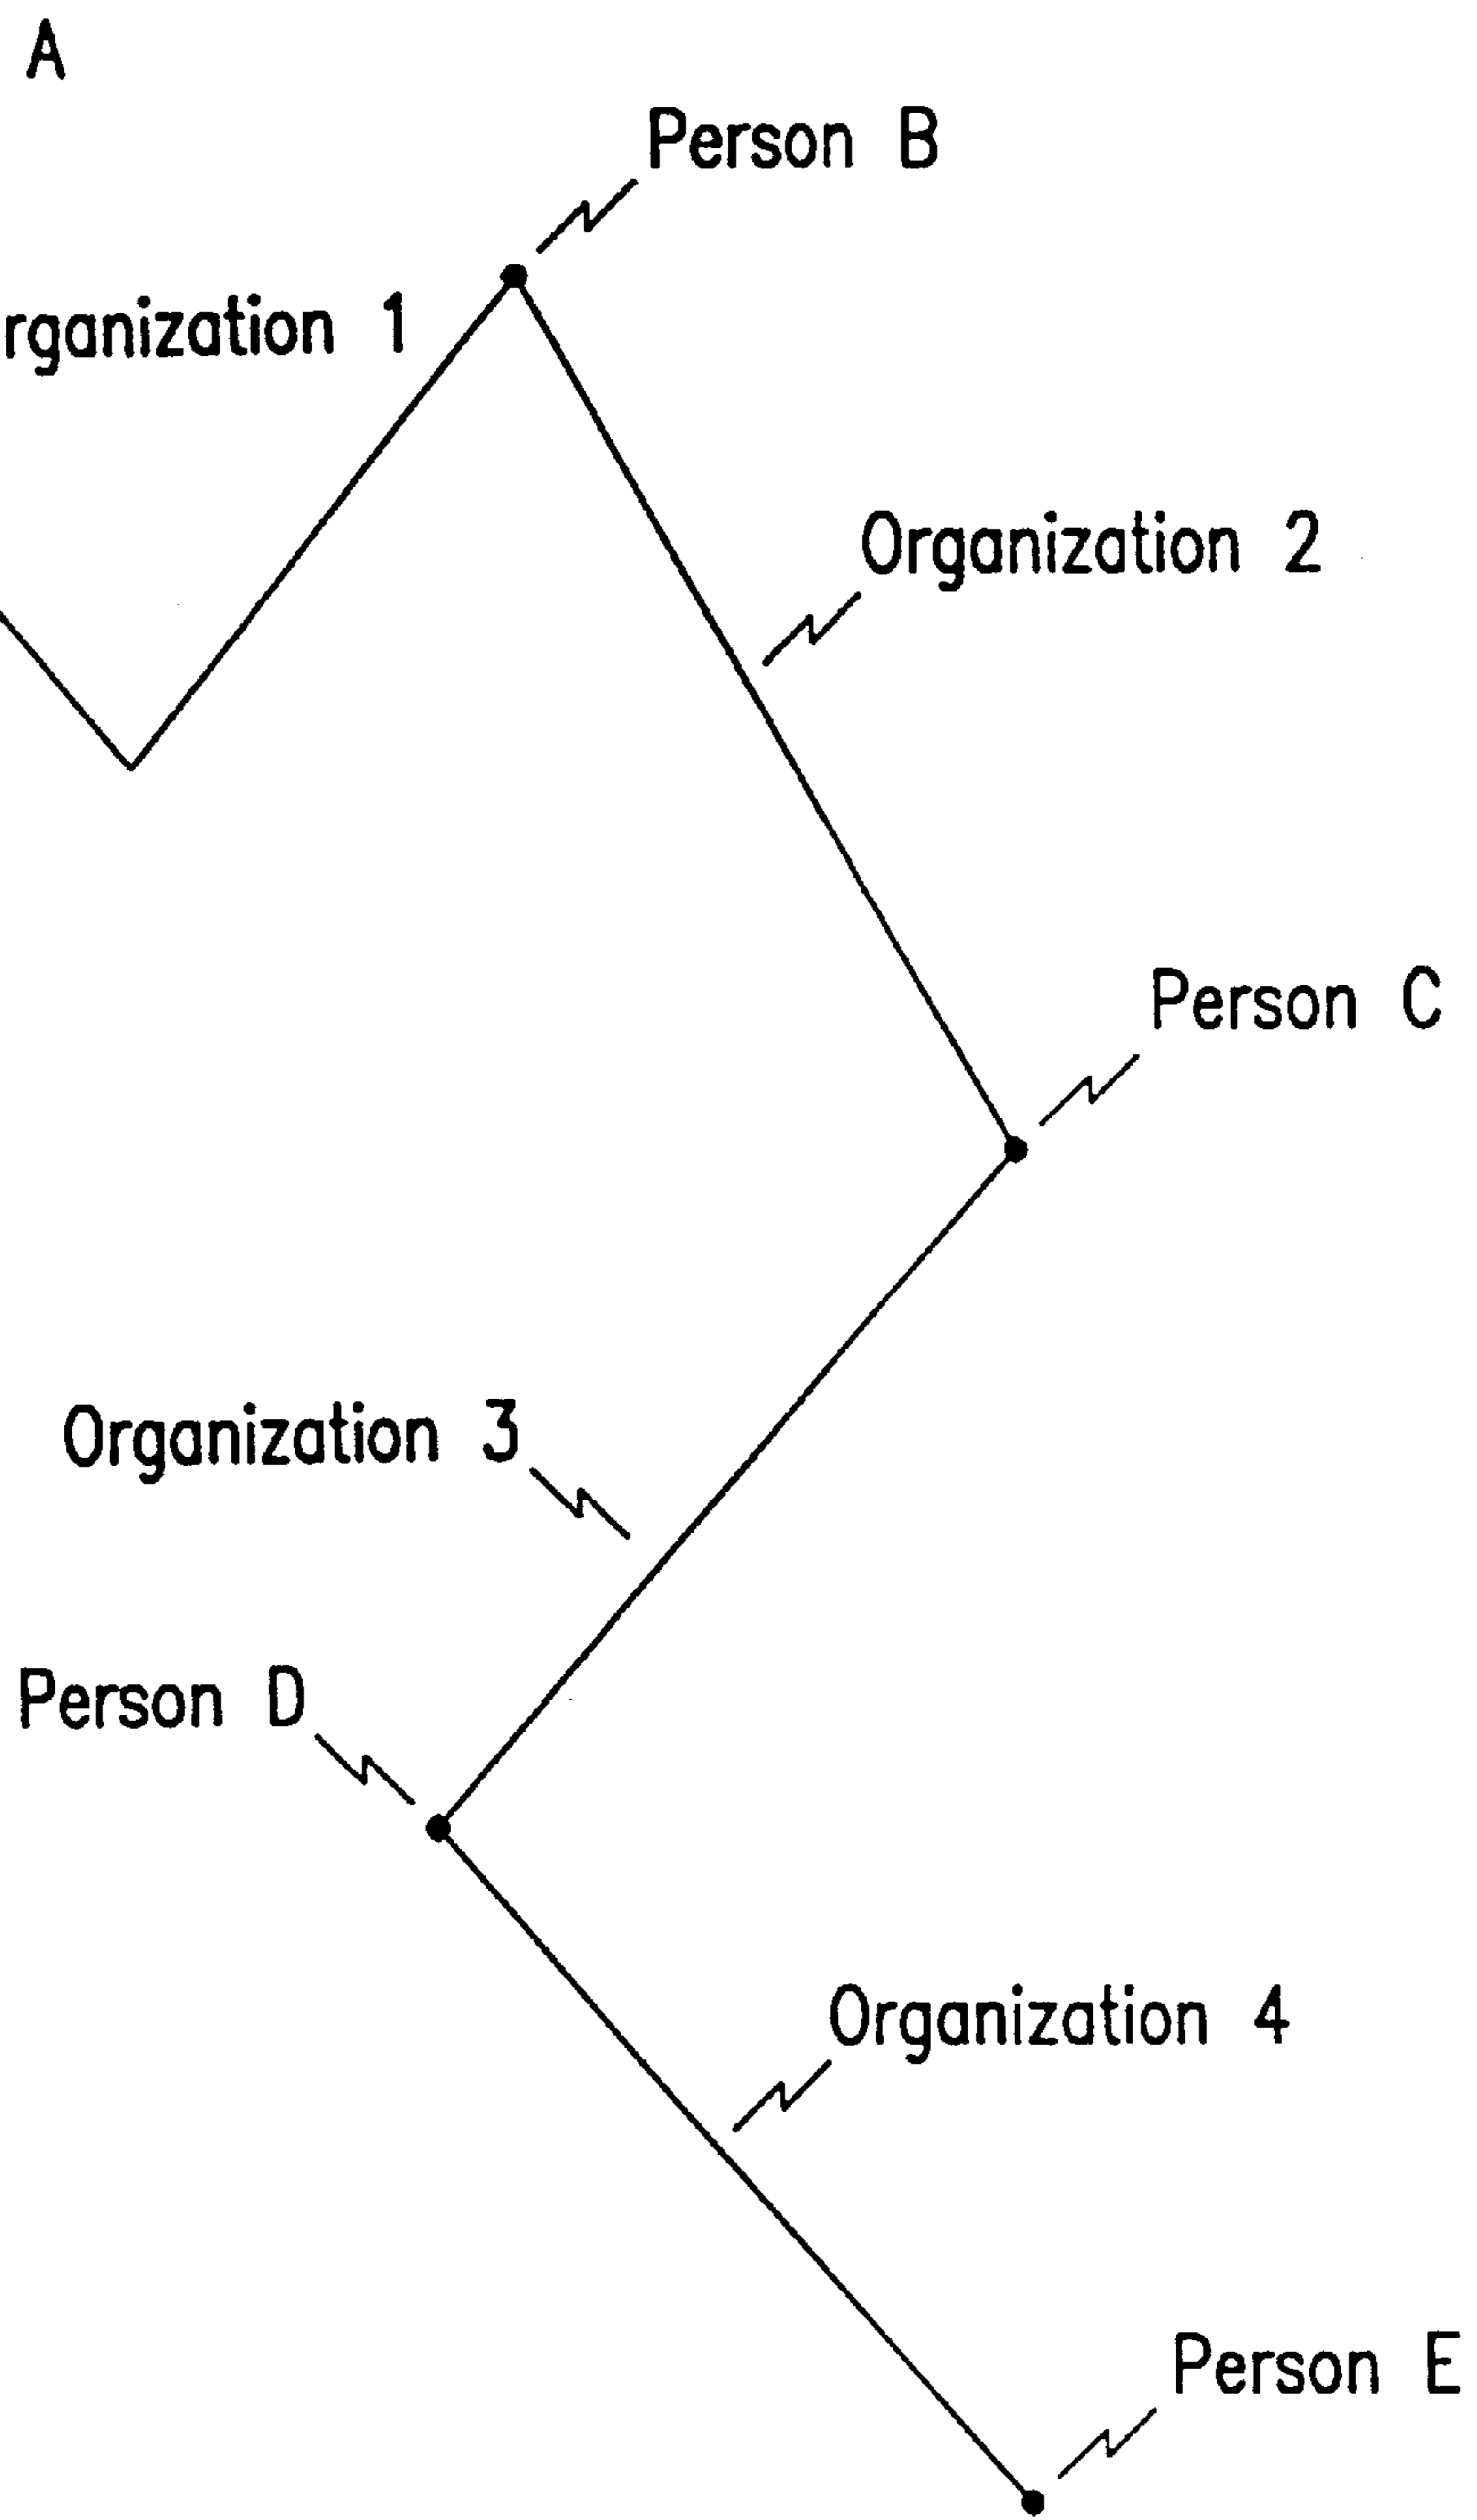 A
Person B
rganization 1
Organization 2
Person C
Organization 3
Person D
Organization 4
Person E